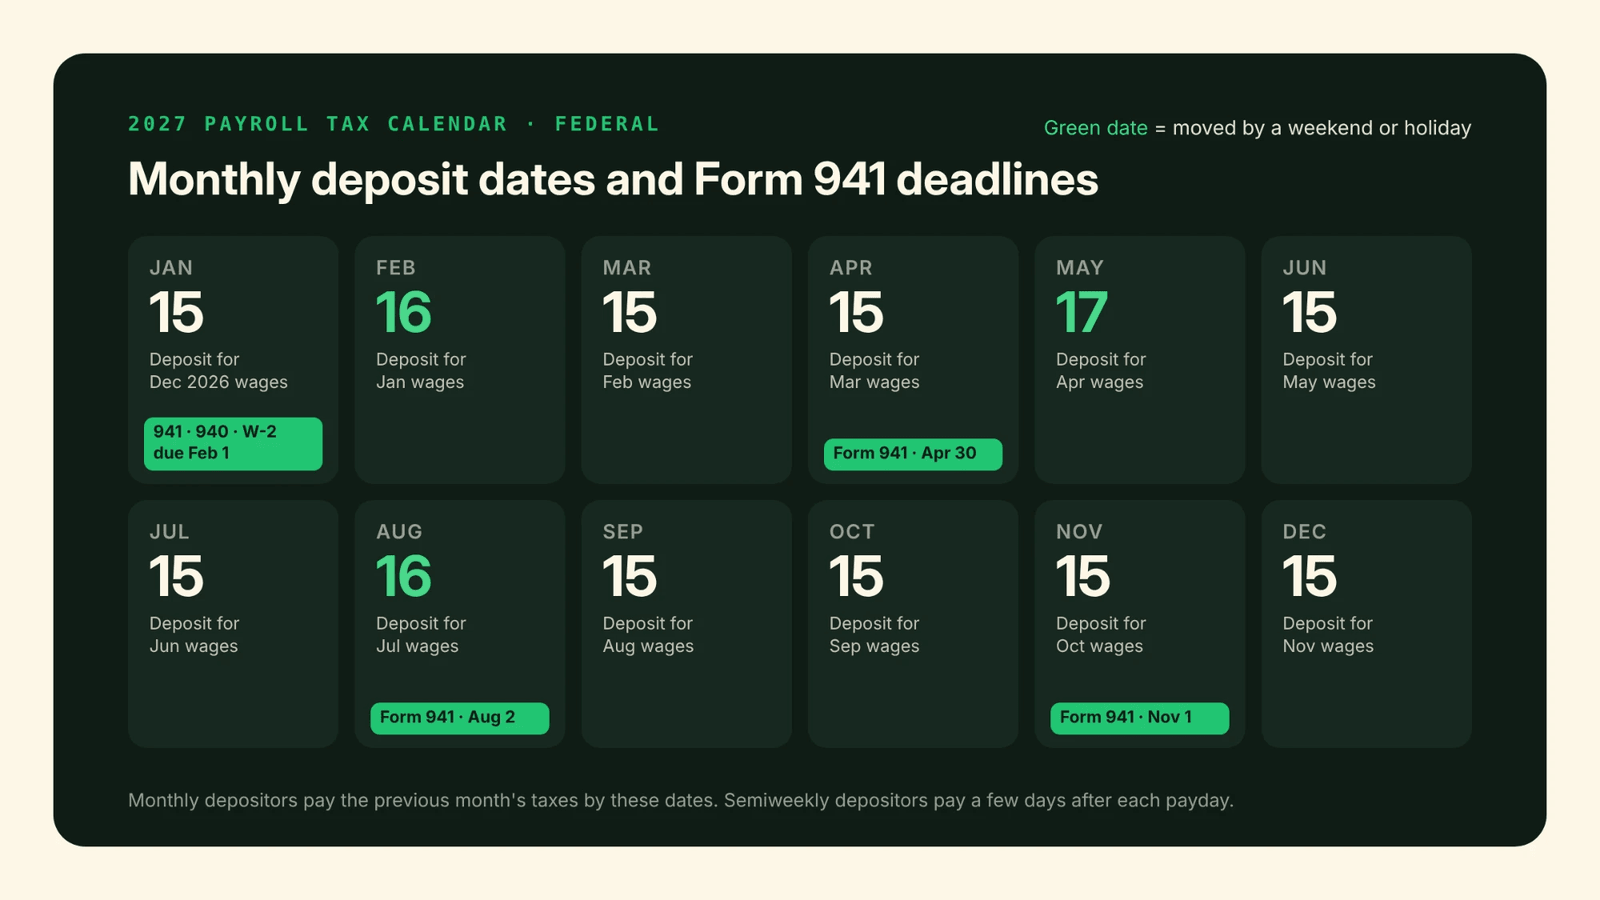 2027 PAYROLL TAX CALENDAR · FEDERAL
Green date = moved by a weekend or holiday
Monthly deposit dates and Form 941 deadlines
JAN
15
Deposit for
Dec 2026 wages
941 · 940 · W-2
due Feb 1
FEB
16
Deposit for
Jan wages
MAR
15
Deposit for
Feb wages
APR
15
Deposit for
Mar wages
Form 941 · Apr 30
MAY
17
Deposit for
Apr wages
JUN
15
Deposit for
May wages
JUL
15
Deposit for
Jun wages
AUG
16
Deposit for
Jul wages
Form 941 · Aug 2
SEP
15
Deposit for
Aug wages
OCT
15
Deposit for
Sep wages
NOV
15
Deposit for
Oct wages
Form 941 · Nov 1
DEC
15
Deposit for
Nov wages
Monthly depositors pay the previous month's taxes by these dates. Semiweekly depositors pay a few days after each payday.